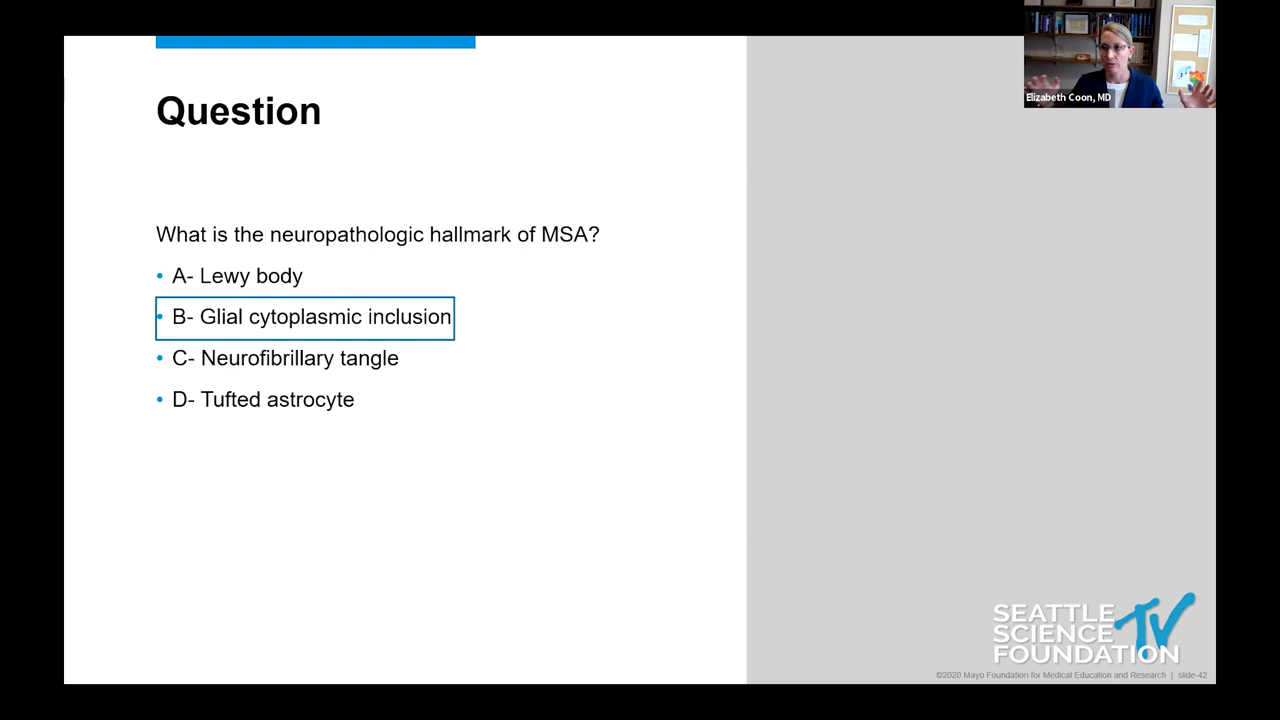 Elizabeth Coon, MD
Question
What is the neuropathologic hallmark of MSA?
• A- Lewy body
• B- Glial cytoplasmic inclusion
• C- Neurofibrillary tangle
• D- Tufted astrocyte
SEATTLE
SCIENCE TV
FOUNDATION
©2020 Mayo Foundation for Medical Education and Research | slide-42